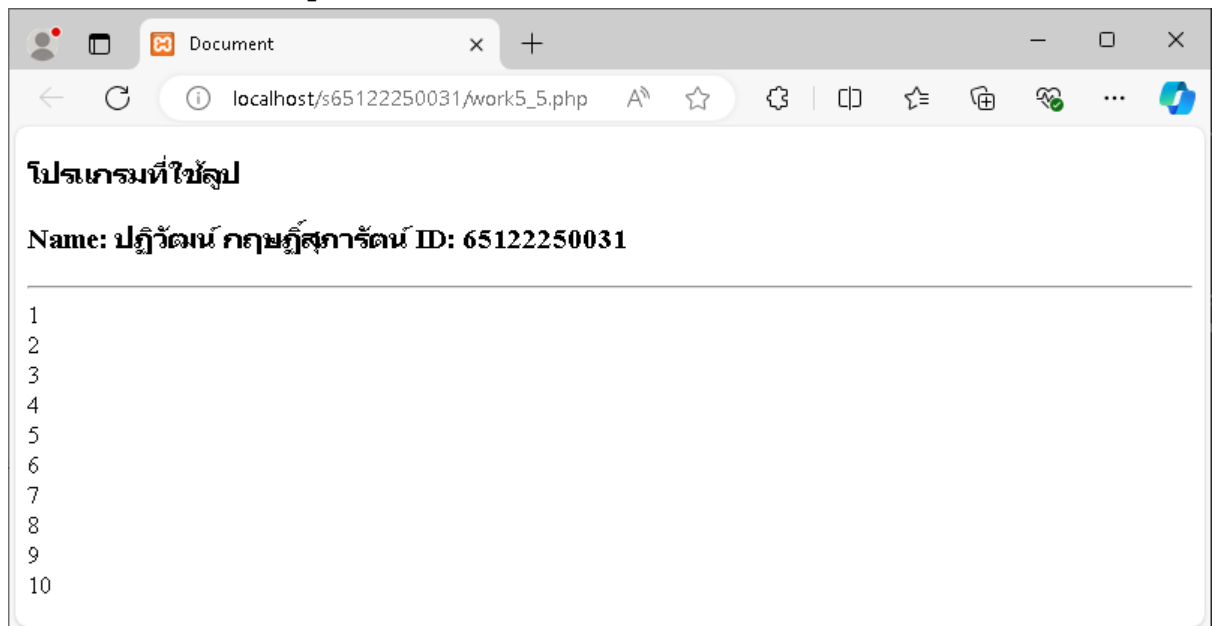 Document
localhost/s65122250031/work5_5.php
โปรแกรมที่ใช้ลูป
Name: ปฏิวัฒน์ กฤษฎิ์สุภารัตน์ ID: 65122250031
1
2
3
4
5
6
7
8
9
10